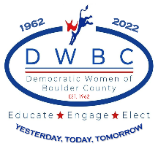 1962 2022
DWBC
Democratic Women of
Boulder County
EST. 1962
Educate★Engage★Elect
YESTERDAY, TODAY, TOMORROW